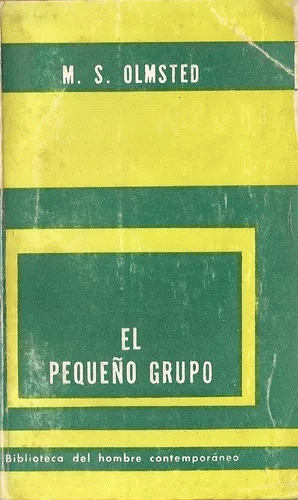 M. S. OLMSTED
EL
PEQUEÑO GRUPO
Biblioteca del hombre contemporáneo